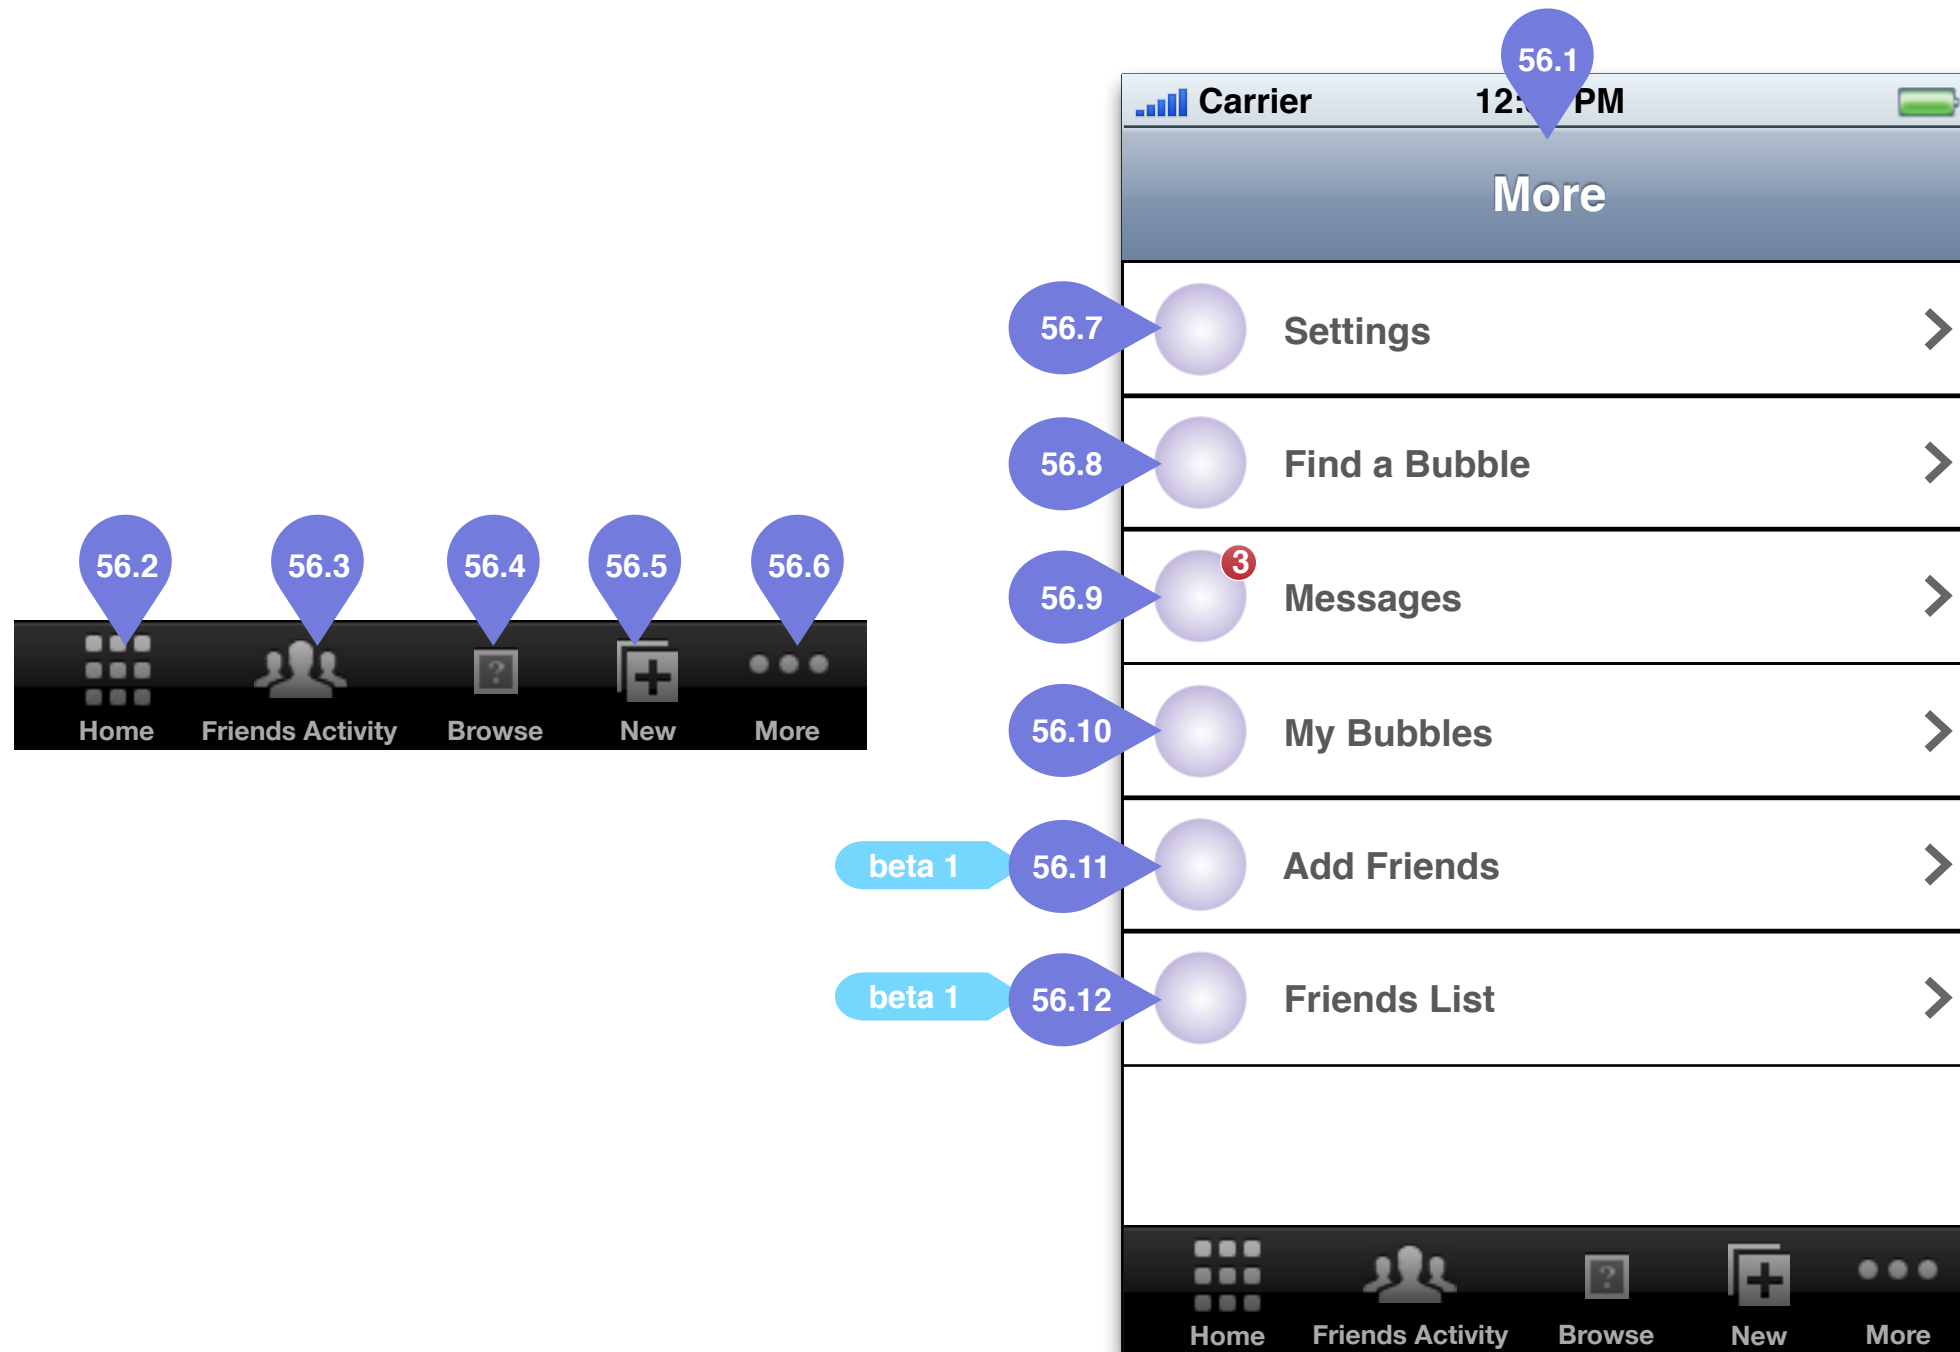 56.1
Carrier 12: PM
More
56.7 Settings
56.8 Find a Bubble
56.9 3 Messages
56.10 My Bubbles
beta 1 56.11 Add Friends
beta 1 56.12 Friends List
56.2 56.3 56.4 56.5 56.6
?
Home Friends Activity Browse New More
?
Home Friends Activity Browse New More